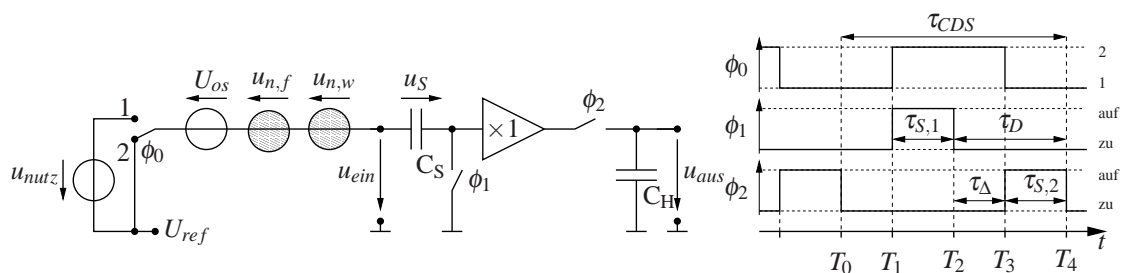 U_os u_n,f u_n,w u_S ϕ_2
1
×1
2 ϕ_0
u_nutz u_ein C_S ϕ_1 C_H u_aus
U_ref
τ_CDS
ϕ_0 2
1
ϕ_1 τ_S,1 τ_D auf
zu
ϕ_2 τ_Δ τ_S,2 auf
zu
t
T_0 T_1 T_2 T_3 T_4